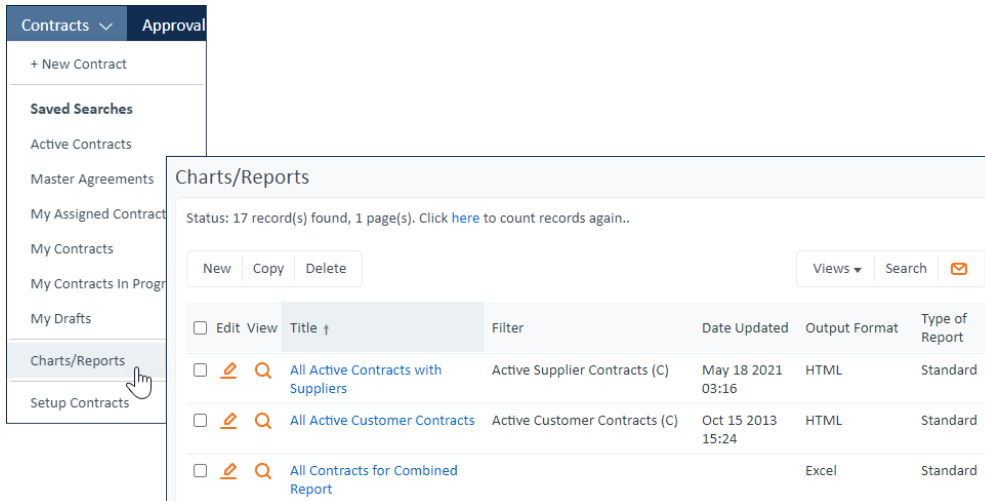 Contracts
Approval
+ New Contract
Saved Searches
Active Contracts
Master Agreements
My Assigned Contract
My Contracts
My Contracts In Progr
My Drafts
Charts/Reports
Setup Contracts
Charts/Reports
Status: 17 record(s) found, 1 page(s). Click here to count records again..
New Copy Delete Views Search
Edit View Title Filter Date Updated Output Format Type of
Report
All Active Contracts with Active Supplier Contracts (C) May 18 2021 HTML Standard
Suppliers 03:16
All Active Customer Contracts Active Customer Contracts (C) Oct 15 2013 HTML Standard
15:24
All Contracts for Combined Excel Standard
Report